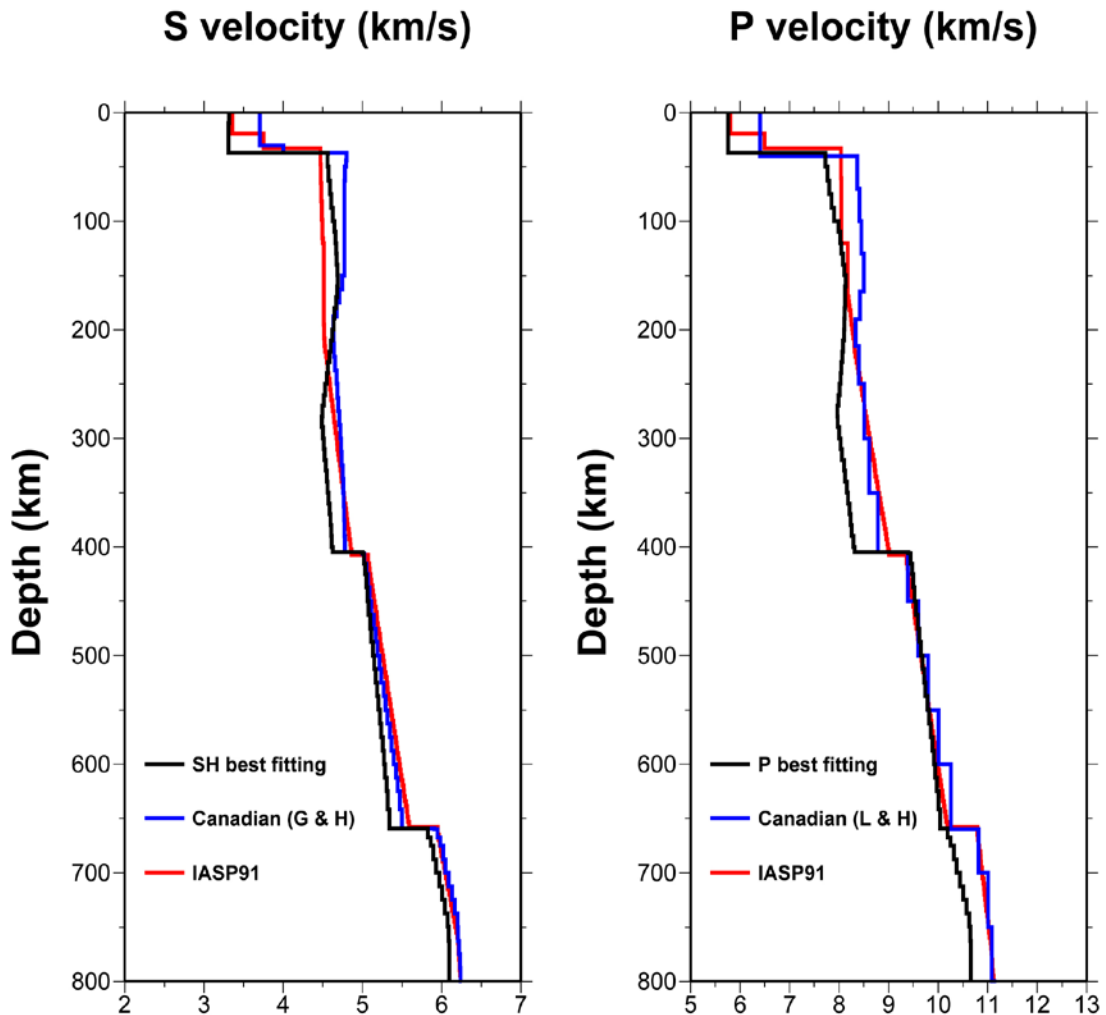 S velocity (km/s)
P velocity (km/s)
0
100
200
300
400
500
600
700
800
Depth (km)
2 3 4 5 6 7
SH best fitting
Canadian (G & H)
IASP91
0
100
200
300
400
500
600
700
800
Depth (km)
5 6 7 8 9 10 11 12 13
P best fitting
Canadian (L & H)
IASP91